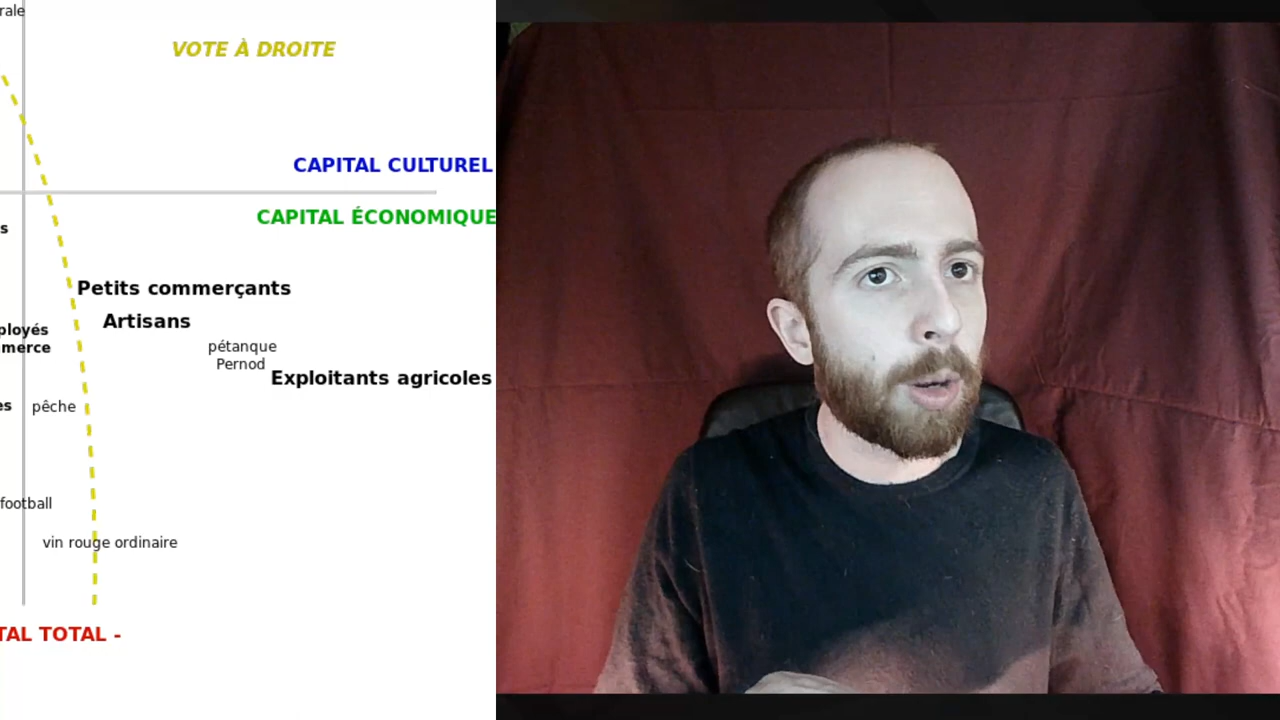 rale
VOTE À DROITE
CAPITAL CULTUREL
CAPITAL ÉCONOMIQUE
s
Petits commerçants
Artisans
ployés
merce
pétanque
Pernod
Exploitants agricoles
es
pêche
football
vin rouge ordinaire
TAL TOTAL -